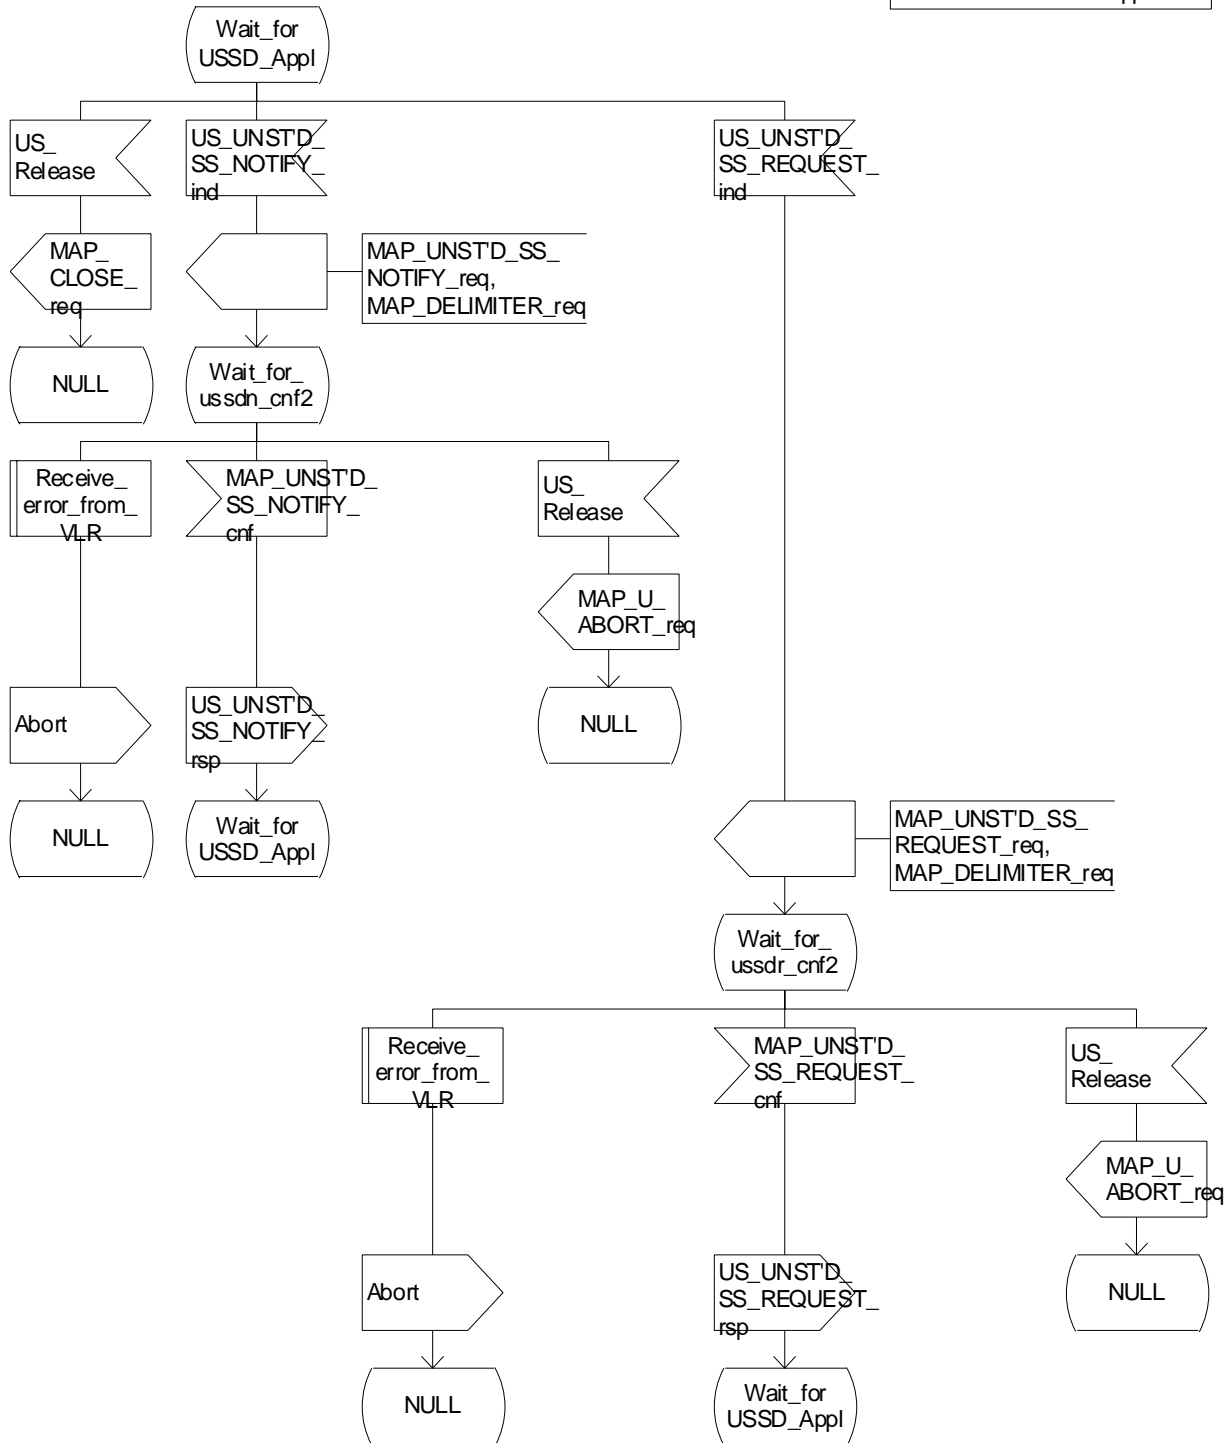 Wait_for
USSD_Appl
US_
Release
US_UNST'D_
SS_NOTIFY_
ind
US_UNST'D_
SS_REQUEST_
ind
MAP_
CLOSE_
req
MAP_UNST'D_SS_
NOTIFY_req,
MAP_DELIMITER_req
NULL
Wait_for_
ussdn_cnf2
Receive_
error_from_
VLR
MAP_UNST'D_
SS_NOTIFY_
cnf
US_
Release
MAP_U_
ABORT_req
Abort
US_UNST'D_
SS_NOTIFY_
rsp
NULL
NULL
Wait_for
USSD_Appl
MAP_UNST'D_SS_
REQUEST_req,
MAP_DELIMITER_req
Wait_for_
ussdr_cnf2
Receive_
error_from_
VLR
MAP_UNST'D_
SS_REQUEST_
cnf
US_
Release
MAP_U_
ABORT_req
Abort
US_UNST'D_
SS_REQUEST_
rsp
NULL
NULL
Wait_for
USSD_Appl